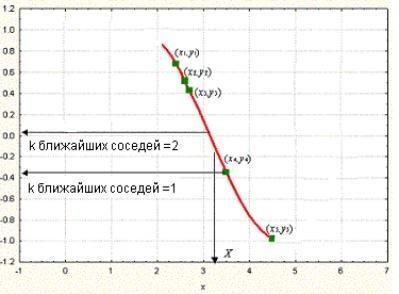 1.2
1.0
0.8
0.6
0.4
0.2
0.0
-0.2
-0.4
-0.6
-0.8
-1.0
-1.2
(x₁,y₁)
(x₂,y₂)
(x₃,y₃)
k ближайших соседей =2
(x₄,y₄)
k ближайших соседей =1
(x₅,y₅)
X
-1 0 1 2 3 4 5 6 7
x